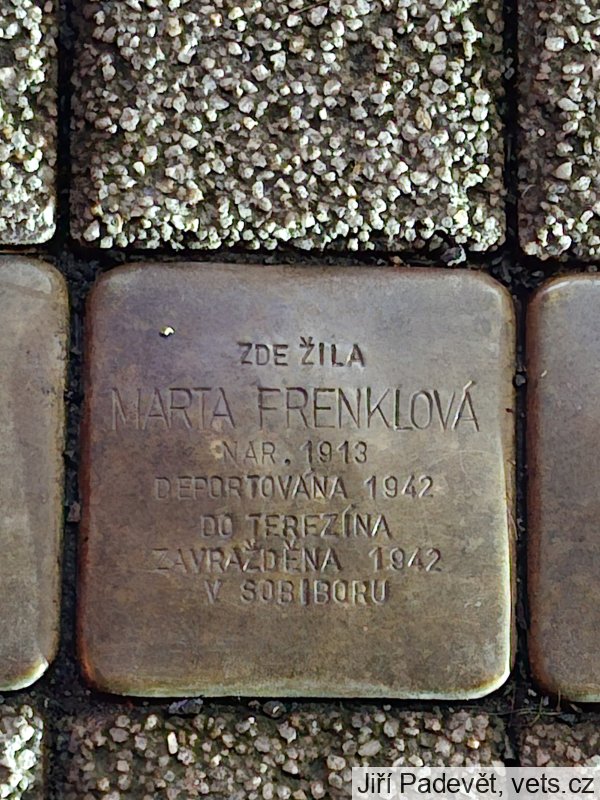 ZDE ŽILA
MARTA FRENKLOVÁ
NAR. 1913
DEPORTOVÁNA 1942
DO TEREZÍNA
ZAVRAŽDĚNA 1942
V SOBIBORU
Jiří Padevět, vets.cz